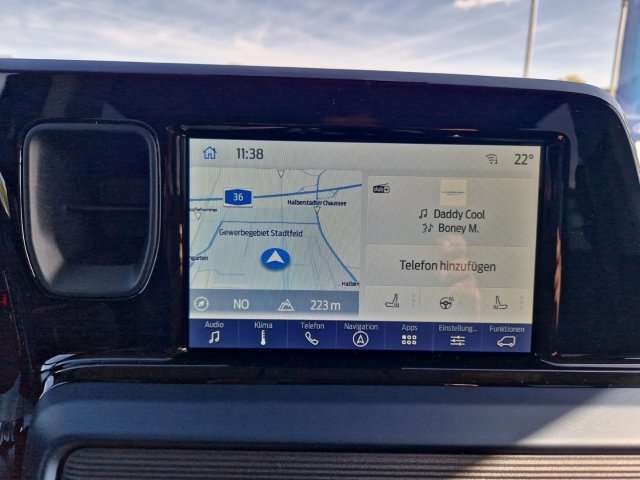 11:38
22°
36
Halberstädter Chaussee
Gewerbegebiet Stadtfeld
Halber
Daddy Cool
Boney M.
Telefon hinzufügen
NO
223 m
Audio
Klima
Telefon
Navigation
Apps
Einstellung...
Funktionen